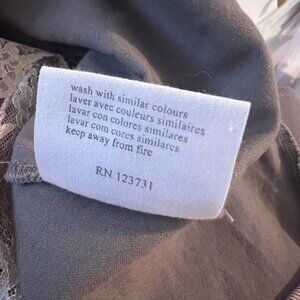 wash with similar colours
laver avec couleurs similaires
lavar con colores similares
lavar com cores similares
keep away from fire
RN 123731